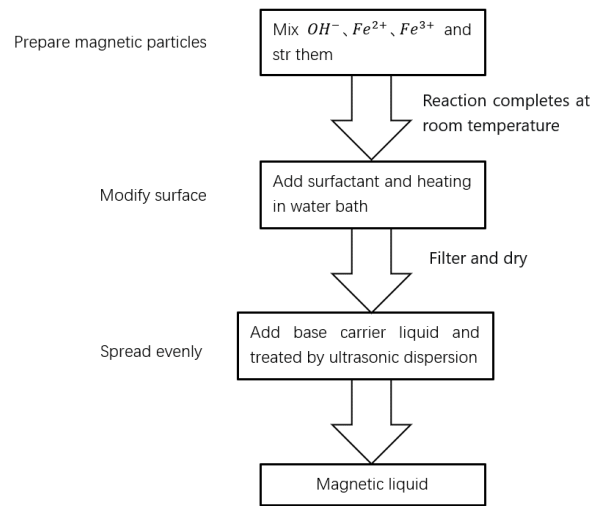 Prepare magnetic particles
Mix OH⁻、Fe²⁺、Fe³⁺ and
str them
Reaction completes at
room temperature
Modify surface
Add surfactant and heating
in water bath
Filter and dry
Spread evenly
Add base carrier liquid and
treated by ultrasonic dispersion
Magnetic liquid